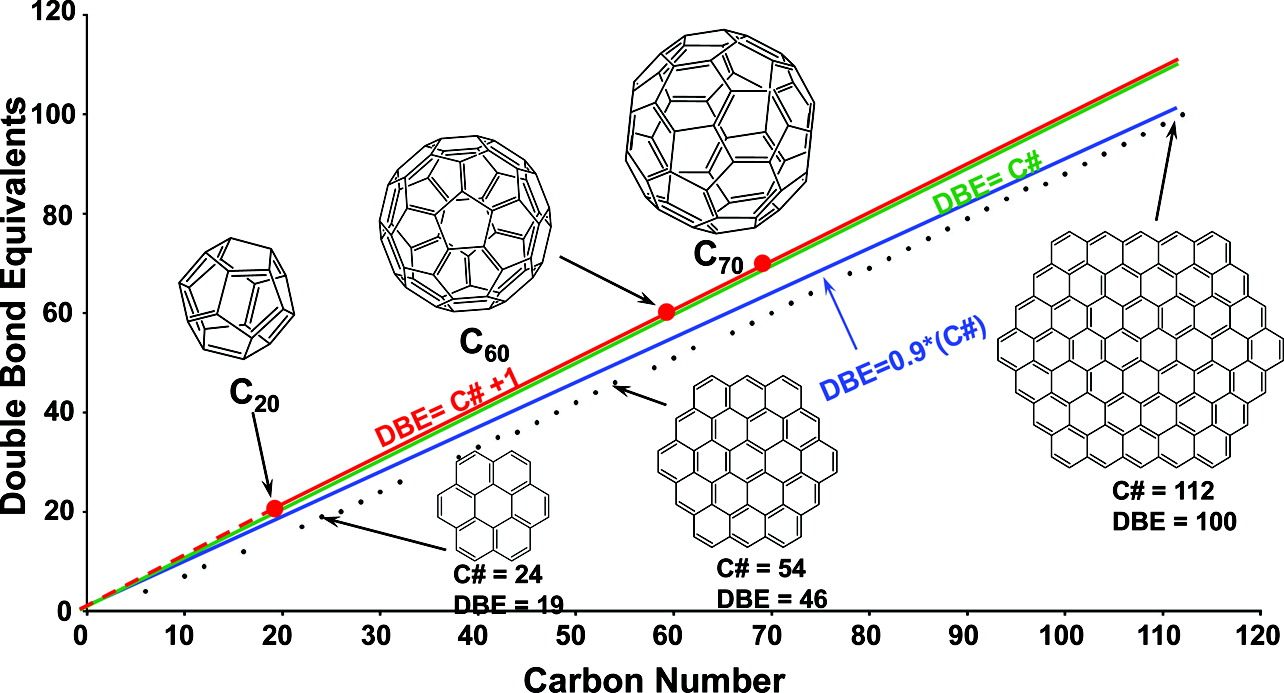 120
100
80
60
40
20
0
Double Bond Equivalents
C20
C60
C70
DBE= C# +1
DBE= C#
DBE=0.9*(C#)
C# = 24
DBE = 19
C# = 54
DBE = 46
C# = 112
DBE = 100
0 10 20 30 40 50 60 70 80 90 100 110 120
Carbon Number